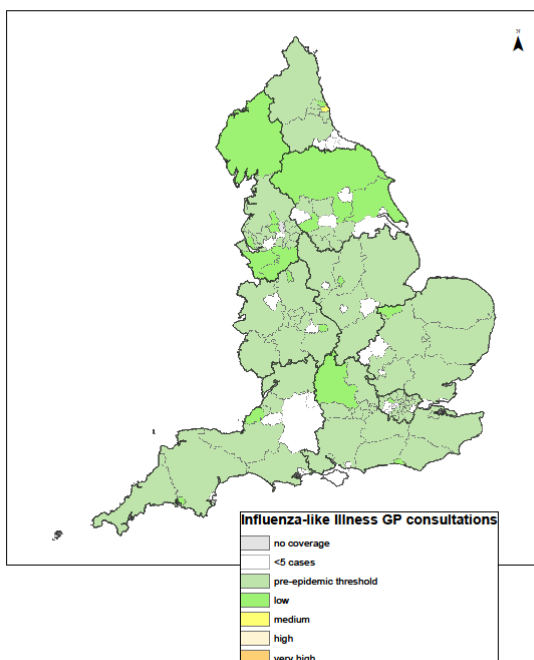 Influenza-like Illness GP consultations
no coverage
<5 cases
pre-epidemic threshold
low
medium
high
very high